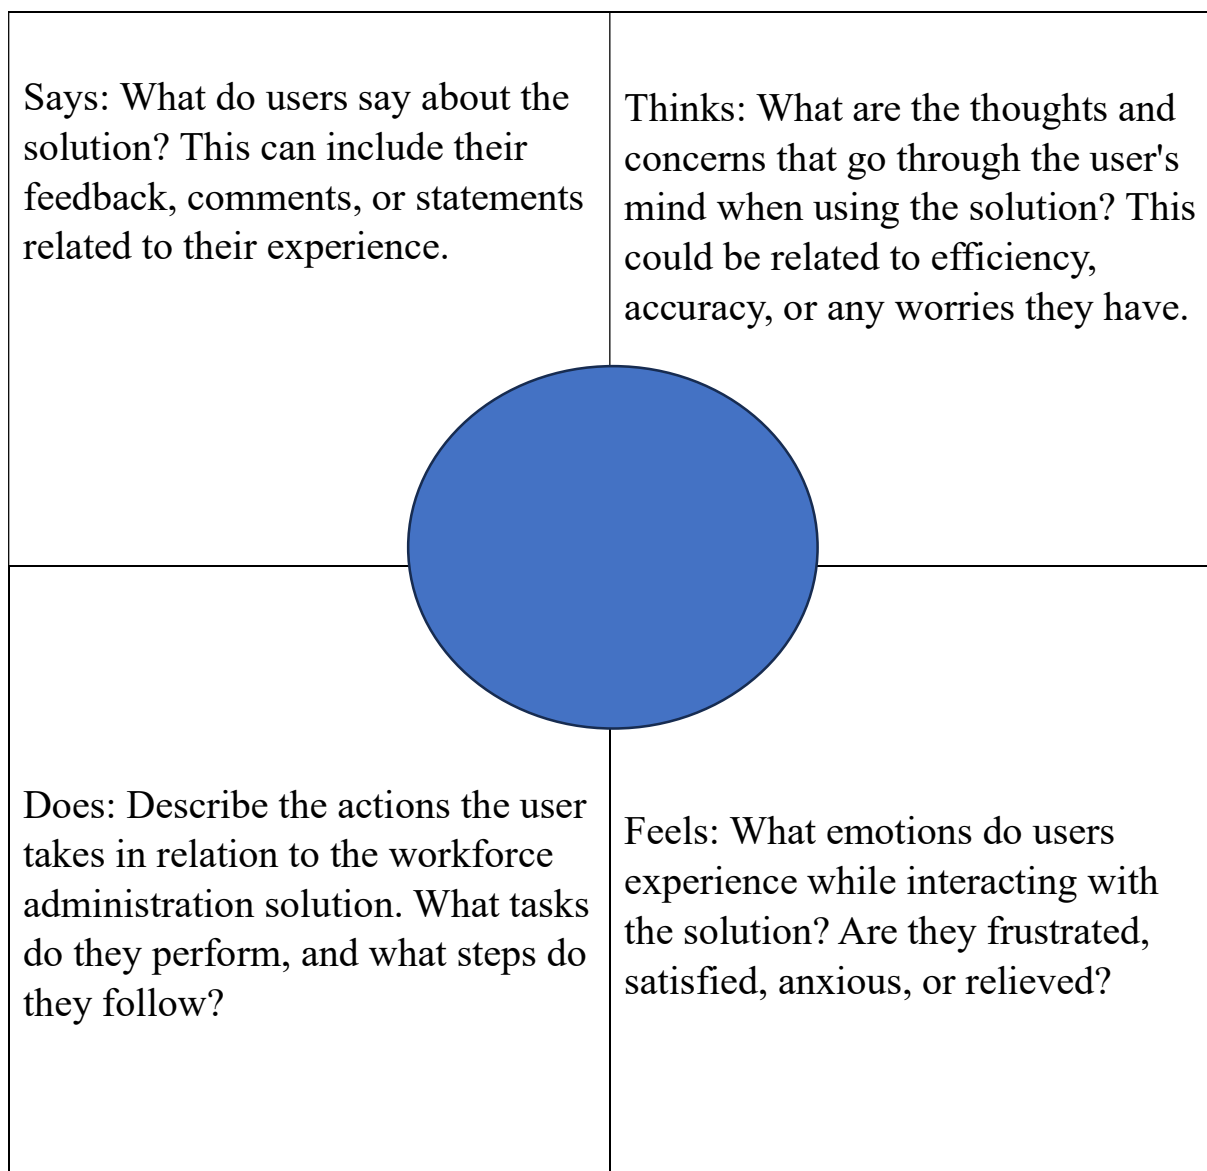 Says: What do users say about the
solution? This can include their
feedback, comments, or statements
related to their experience.
Thinks: What are the thoughts and
concerns that go through the user's
mind when using the solution? This
could be related to efficiency,
accuracy, or any worries they have.
Does: Describe the actions the user
takes in relation to the workforce
administration solution. What tasks
do they perform, and what steps do
they follow?
Feels: What emotions do users
experience while interacting with
the solution? Are they frustrated,
satisfied, anxious, or relieved?